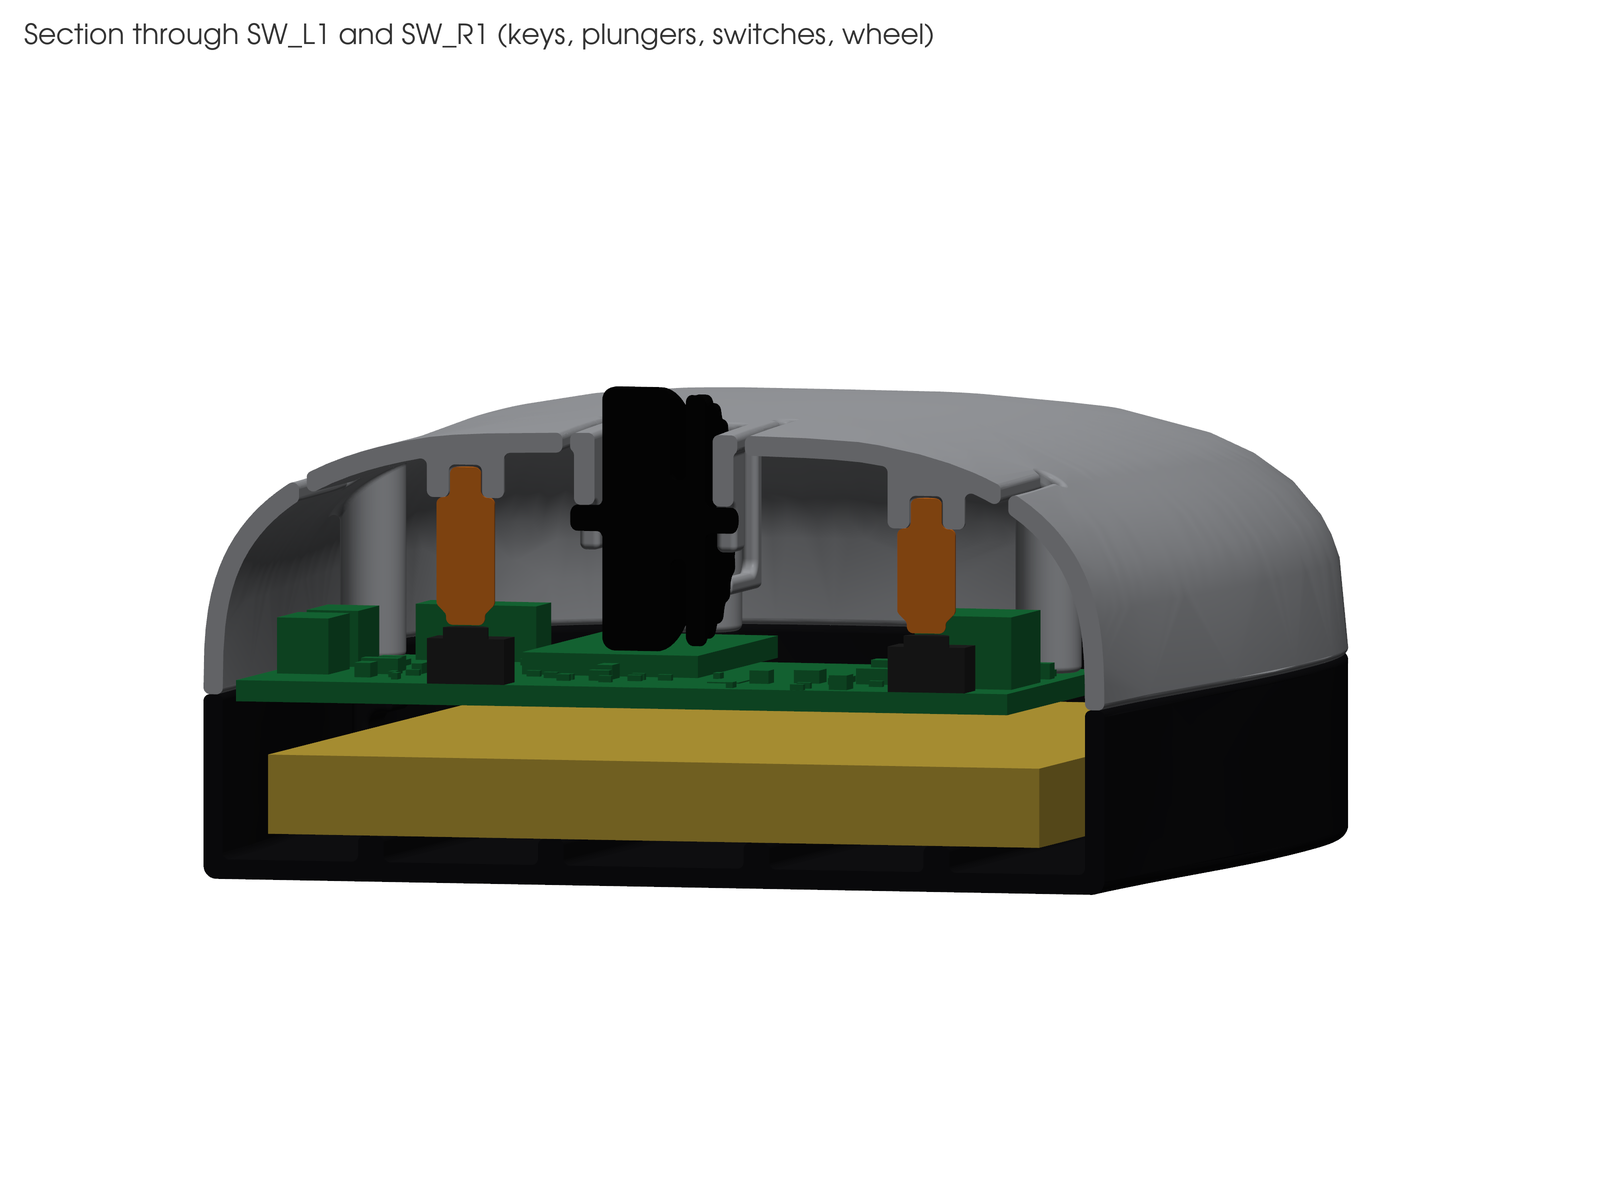 Section through SW_L1 and SW_R1 (keys, plungers, switches, wheel)